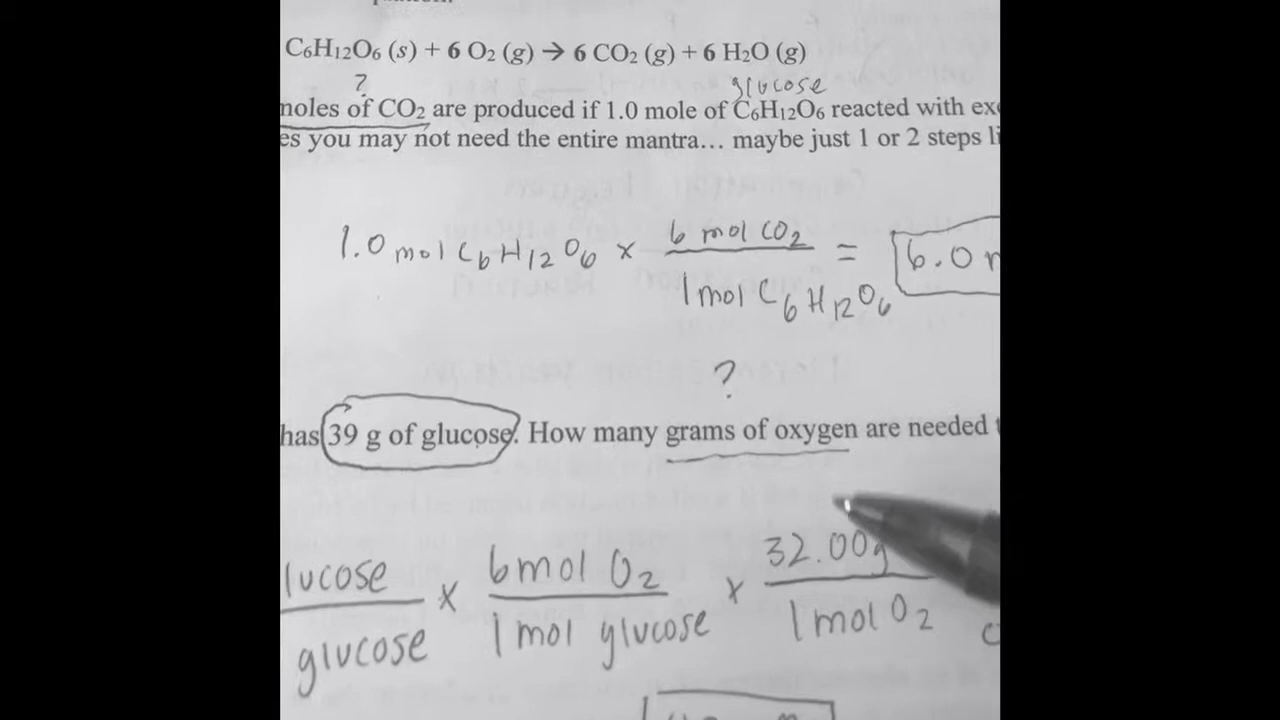 C6H12O6 (s) + 6 O2 (g) → 6 CO2 (g) + 6 H2O (g)
? glucose
moles of CO2 are produced if 1.0 mole of C6H12O6 reacted with
es you may not need the entire mantra… maybe just 1 or 2 steps
1.0 mol C6H12O6 x 6 mol CO2 = 6.0
1 mol C6H12O6
?
has 39 g of glucose. How many grams of oxygen are needed
lucose x 6 mol O2 x 32.00g
glucose 1 mol glucose 1 mol O2